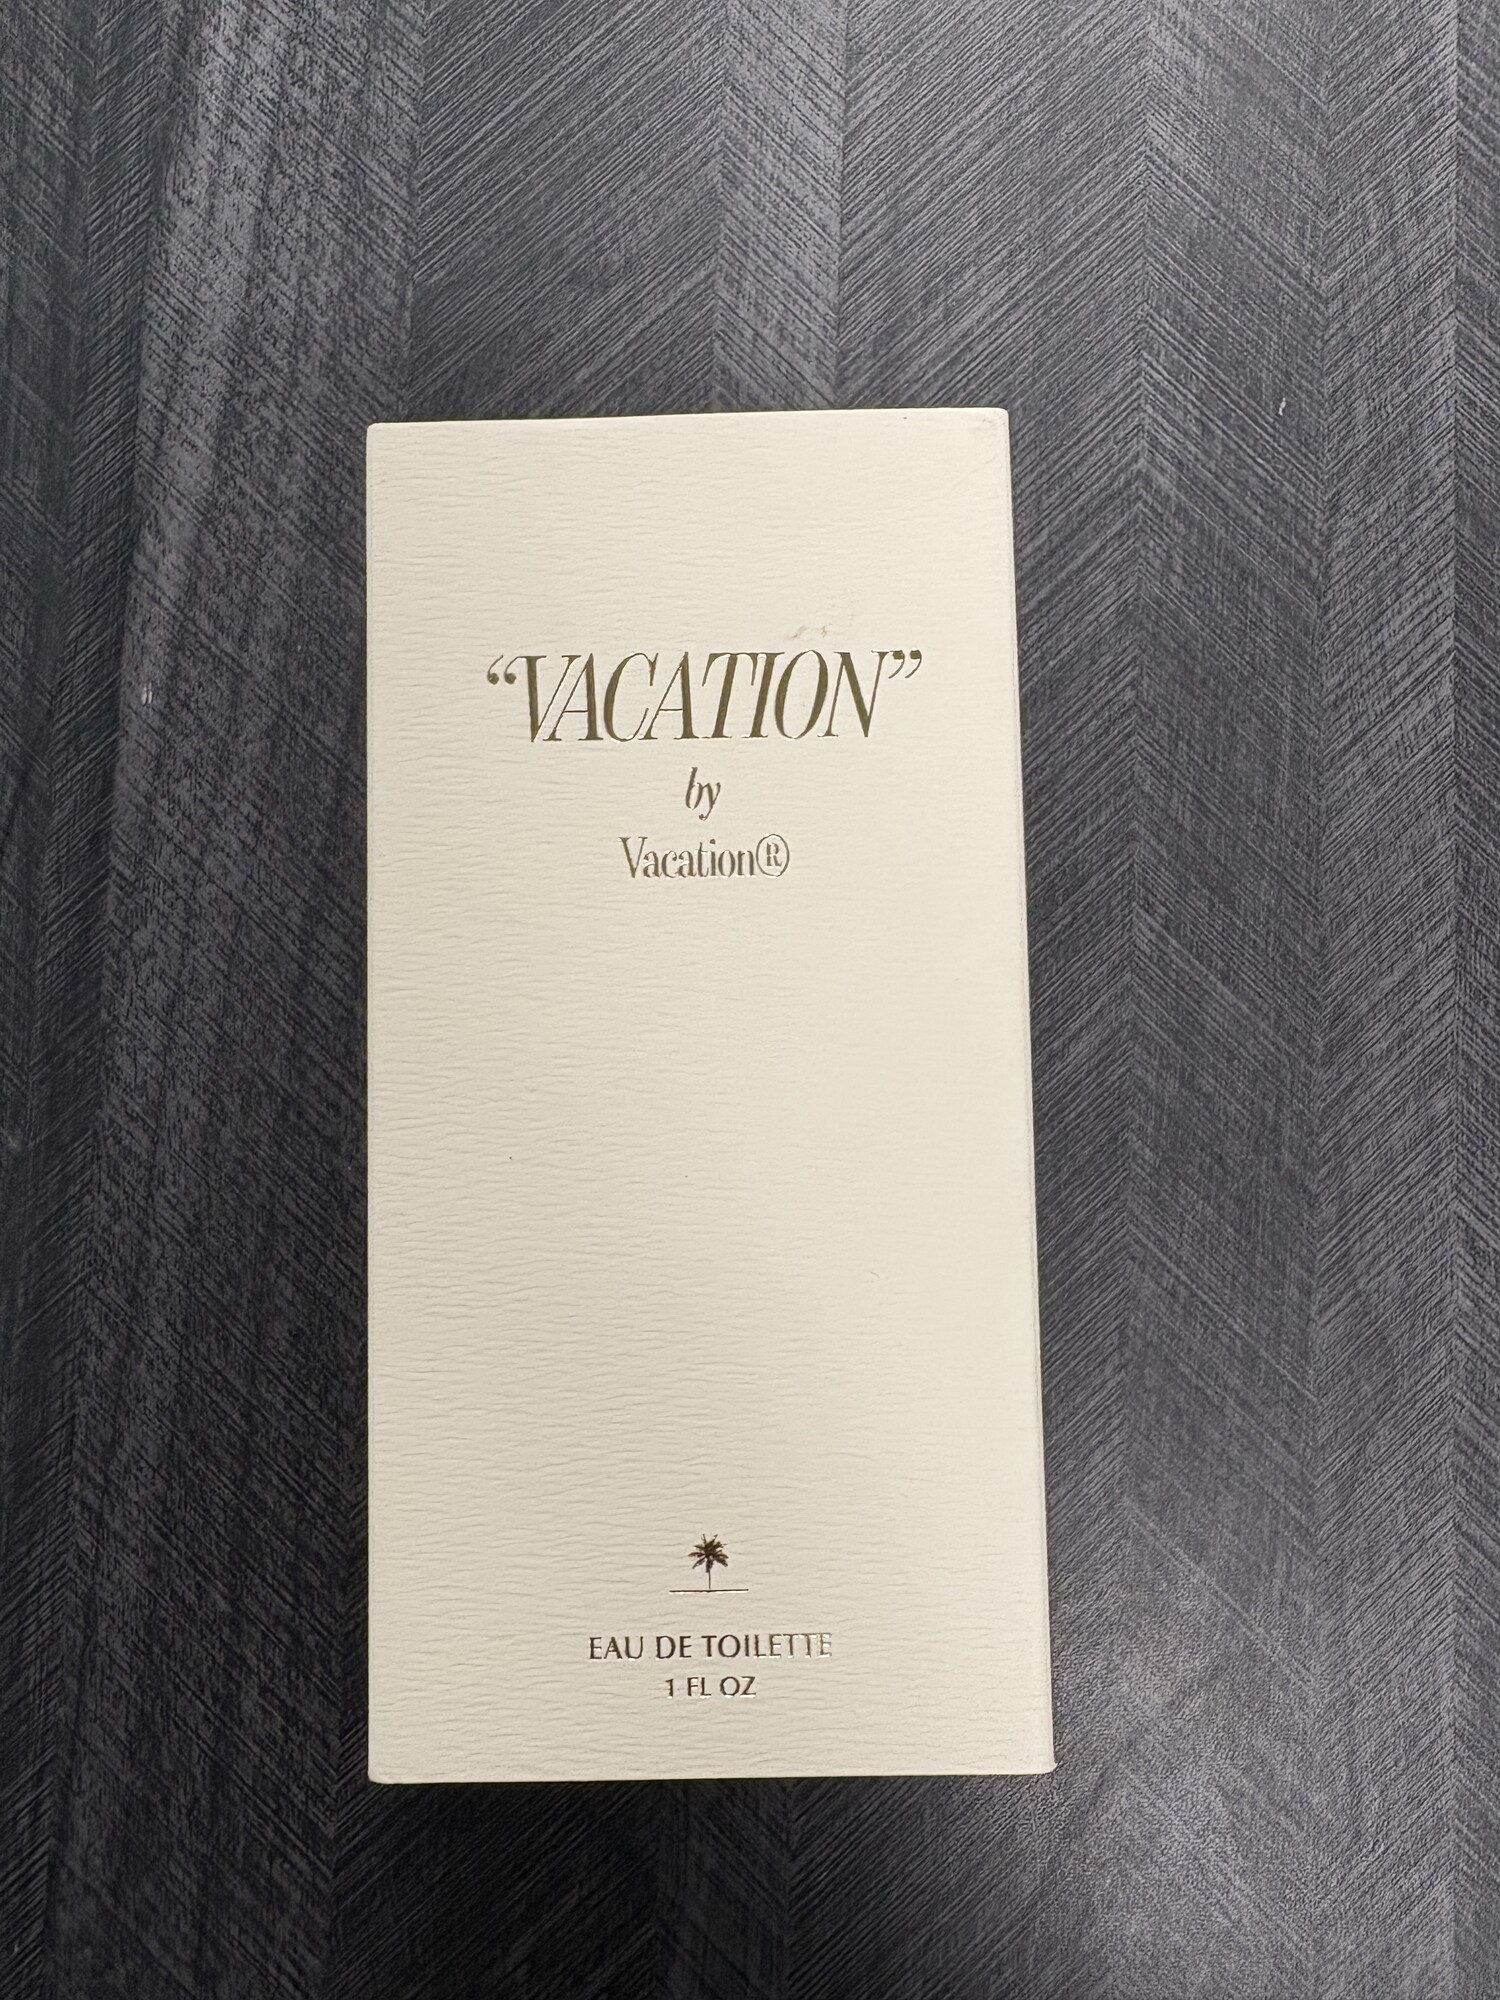 “VACATION”
by
Vacation®
EAU DE TOILETTE
1 FL OZ